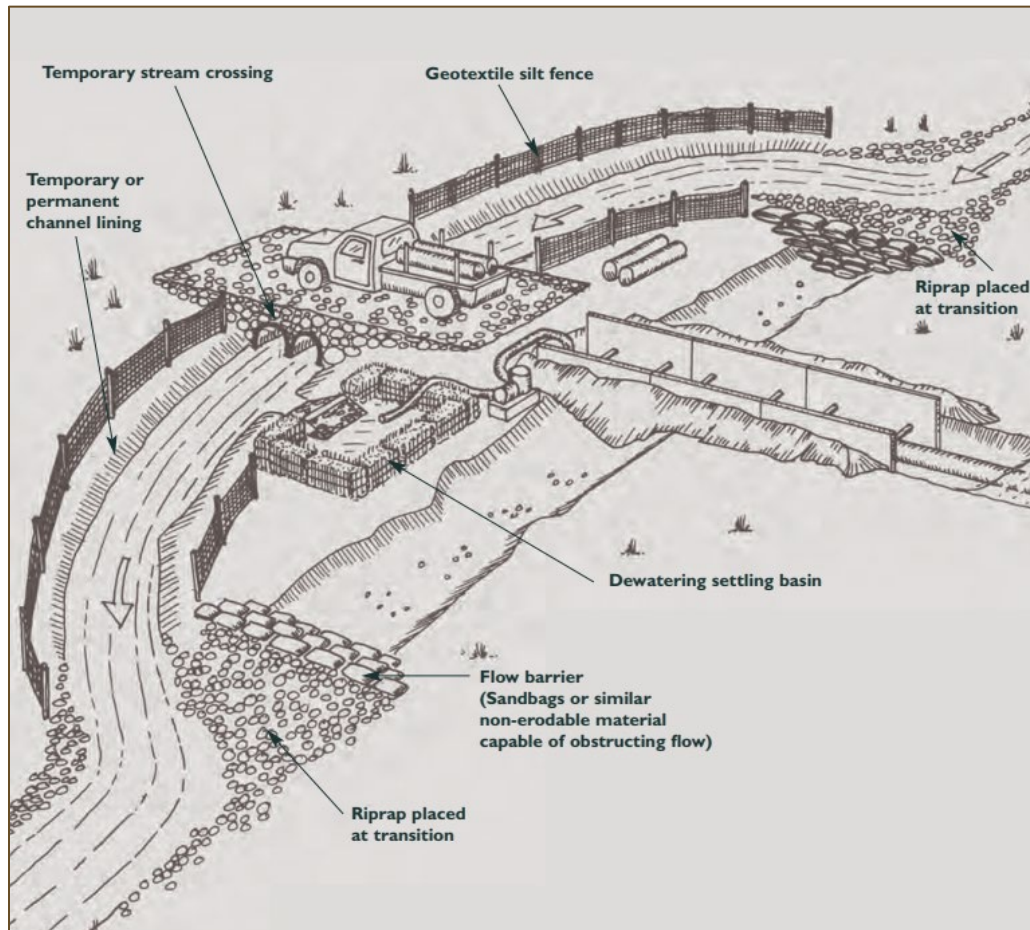 Temporary stream crossing
Geotextile silt fence
Temporary or
permanent
channel lining
Riprap placed
at transition
Dewatering settling basin
Flow barrier
(Sandbags or similar
non-erodable material
capable of obstructing flow)
Riprap placed
at transition